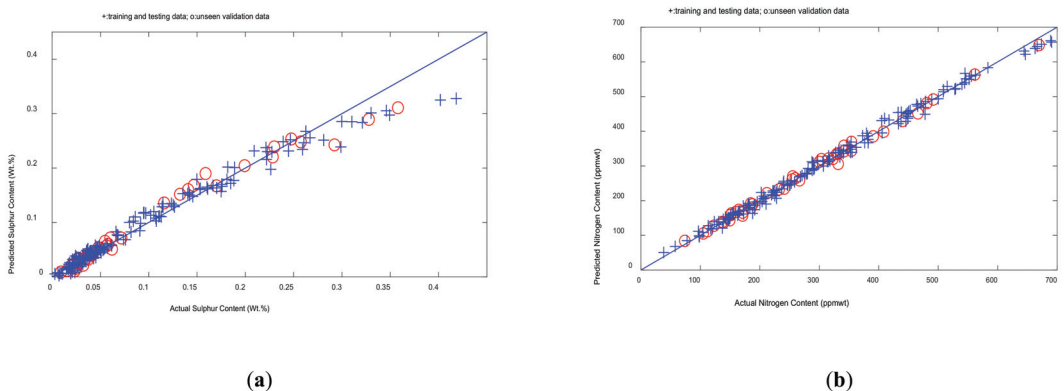 +:training and testing data; o:unseen validation data
0.4
0.3
0.2
0.1
0
Predicted Sulphur Content (Wt.%)
0 0.05 0.1 0.15 0.2 0.25 0.3 0.35 0.4
Actual Sulphur Content (Wt.%)
(a)
+:training and testing data; o:unseen validation data
700
600
500
400
300
200
100
0
Predicted Nitrogen Content (ppmwt)
0 100 200 300 400 500 600 700
Actual Nitrogen Content (ppmwt)
(b)